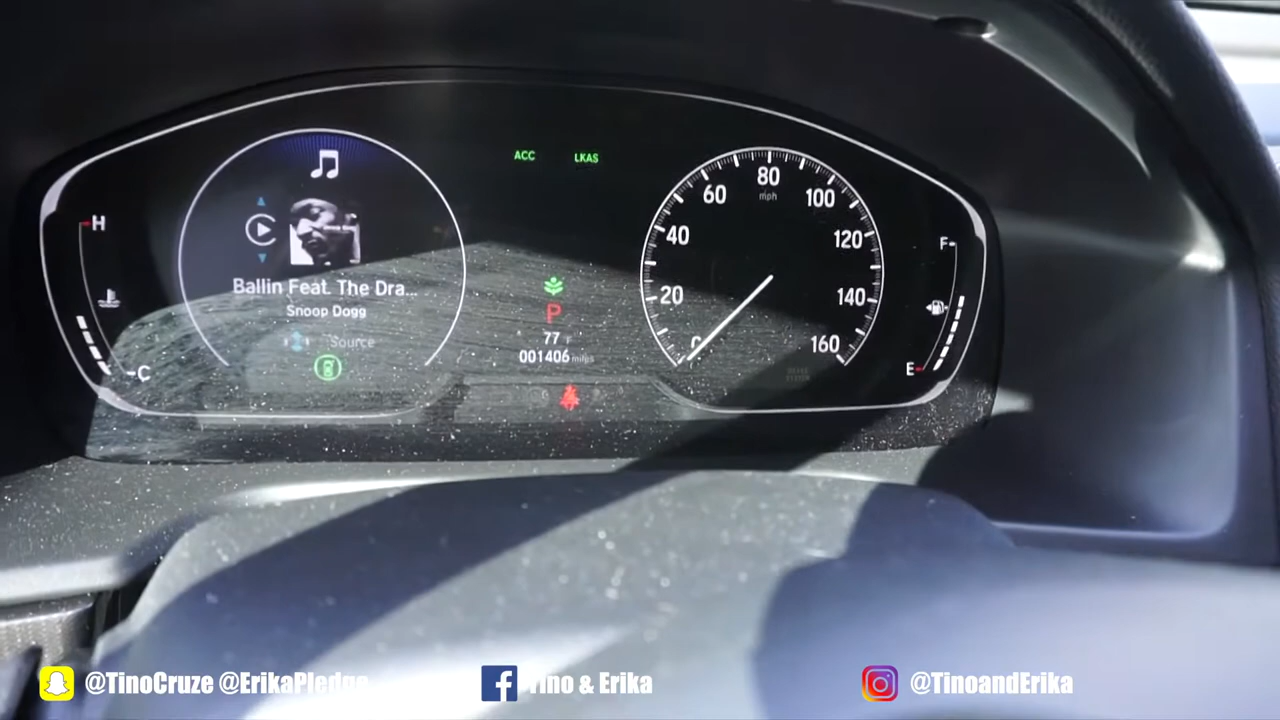 ACC LKAS
H
C
Ballin Feat. The Dra...
Snoop Dogg
Source
P
77 F
001406 miles
20
40
60
80
mph
100
120
140
160
F
E
@TinoCruze @ErikaPledge
Tino & Erika
@TinoandErika